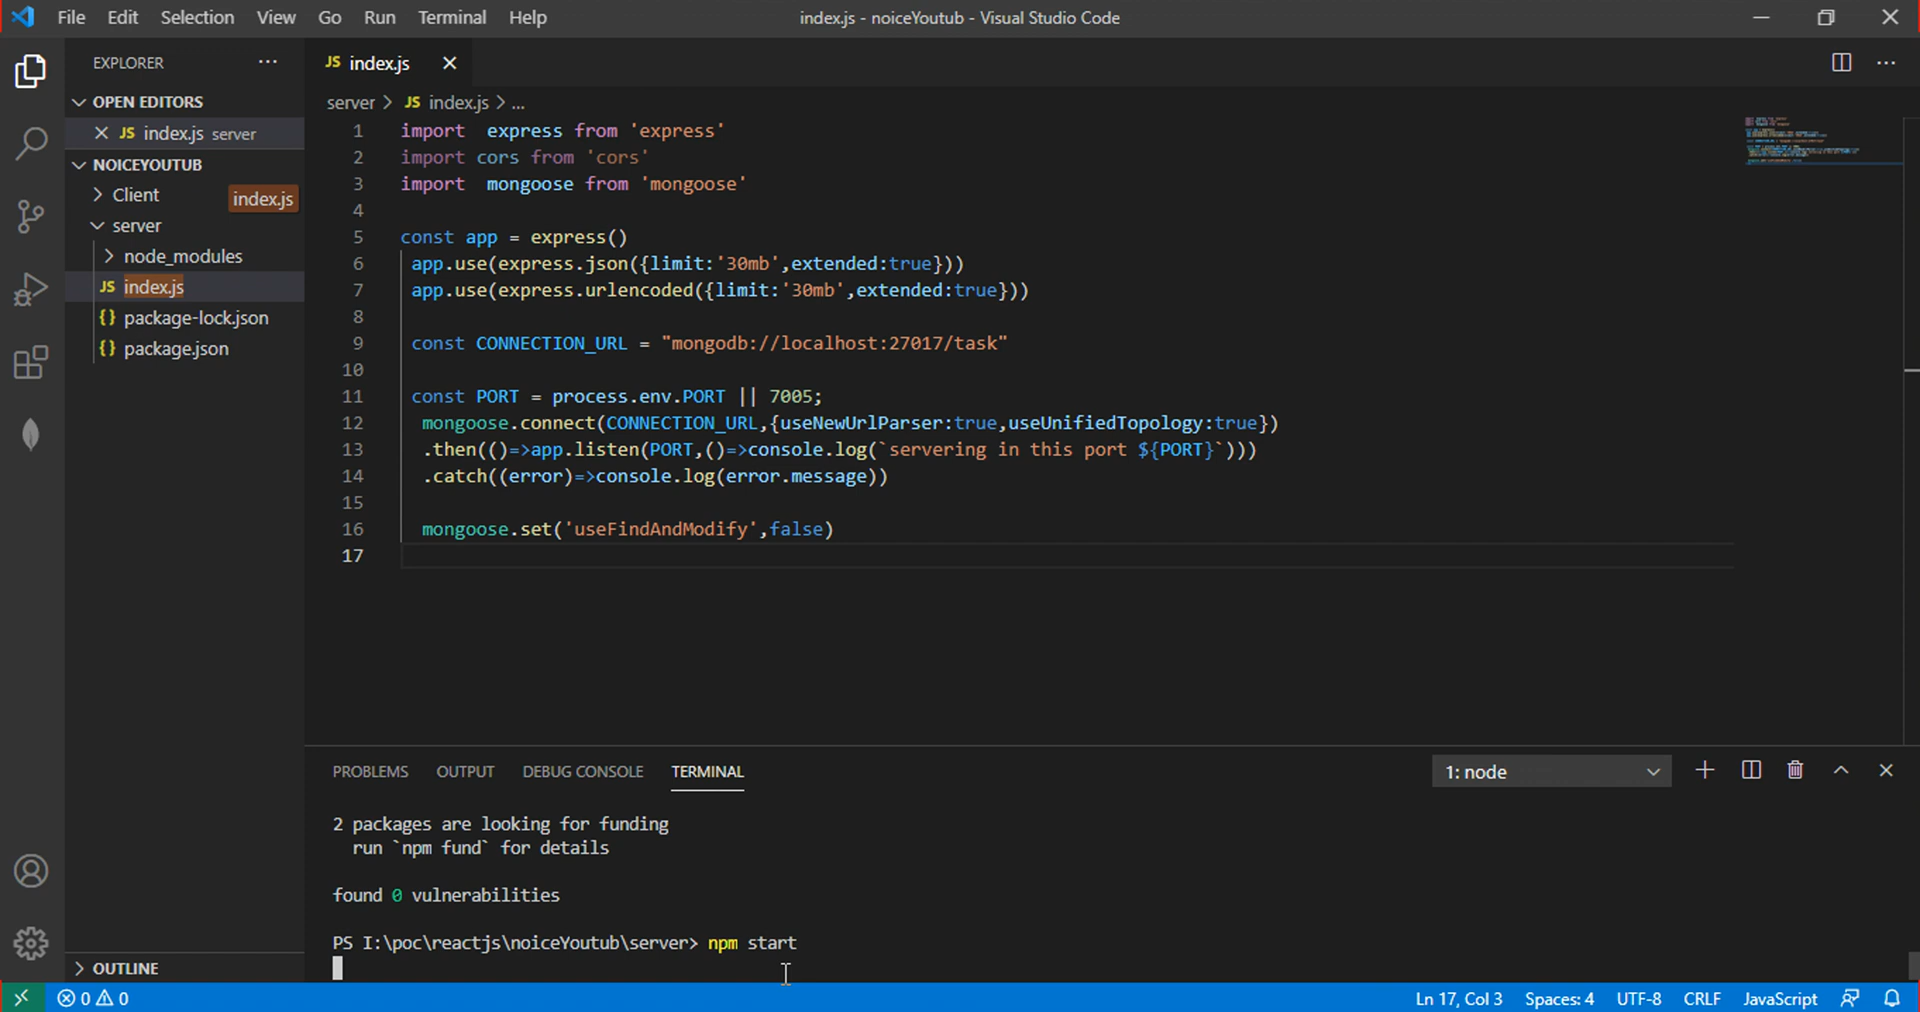 File Edit Selection View Go Run Terminal Help
index.js - noiceYoutub - Visual Studio Code
EXPLORER
OPEN EDITORS
JS index.js server
NOICEYOUTUB
Client
index.js
server
node_modules
JS index.js
{} package-lock.json
{} package.json
OUTLINE
JS index.js
server > JS index.js > ...
1 import  express from 'express'
2 import cors from 'cors'
3 import  mongoose from 'mongoose'
4
5 const app = express()
6 app.use(express.json({limit:'30mb',extended:true}))
7 app.use(express.urlencoded({limit:'30mb',extended:true}))
8
9 const CONNECTION_URL = "mongodb://localhost:27017/task"
10
11 const PORT = process.env.PORT || 7005;
12 mongoose.connect(CONNECTION_URL,{useNewUrlParser:true,useUnifiedTopology:true})
13 .then(()=>app.listen(PORT,()=>console.log(`servering in this port ${PORT}`)))
14 .catch((error)=>console.log(error.message))
15
16 mongoose.set('useFindAndModify',false)
17
PROBLEMS OUTPUT DEBUG CONSOLE TERMINAL
1: node
2 packages are looking for funding
run `npm fund` for details
found 0 vulnerabilities
PS I:\poc\reactjs\noiceYoutub\server> npm start
0 0
Ln 17, Col 3 Spaces: 4 UTF-8 CRLF JavaScript